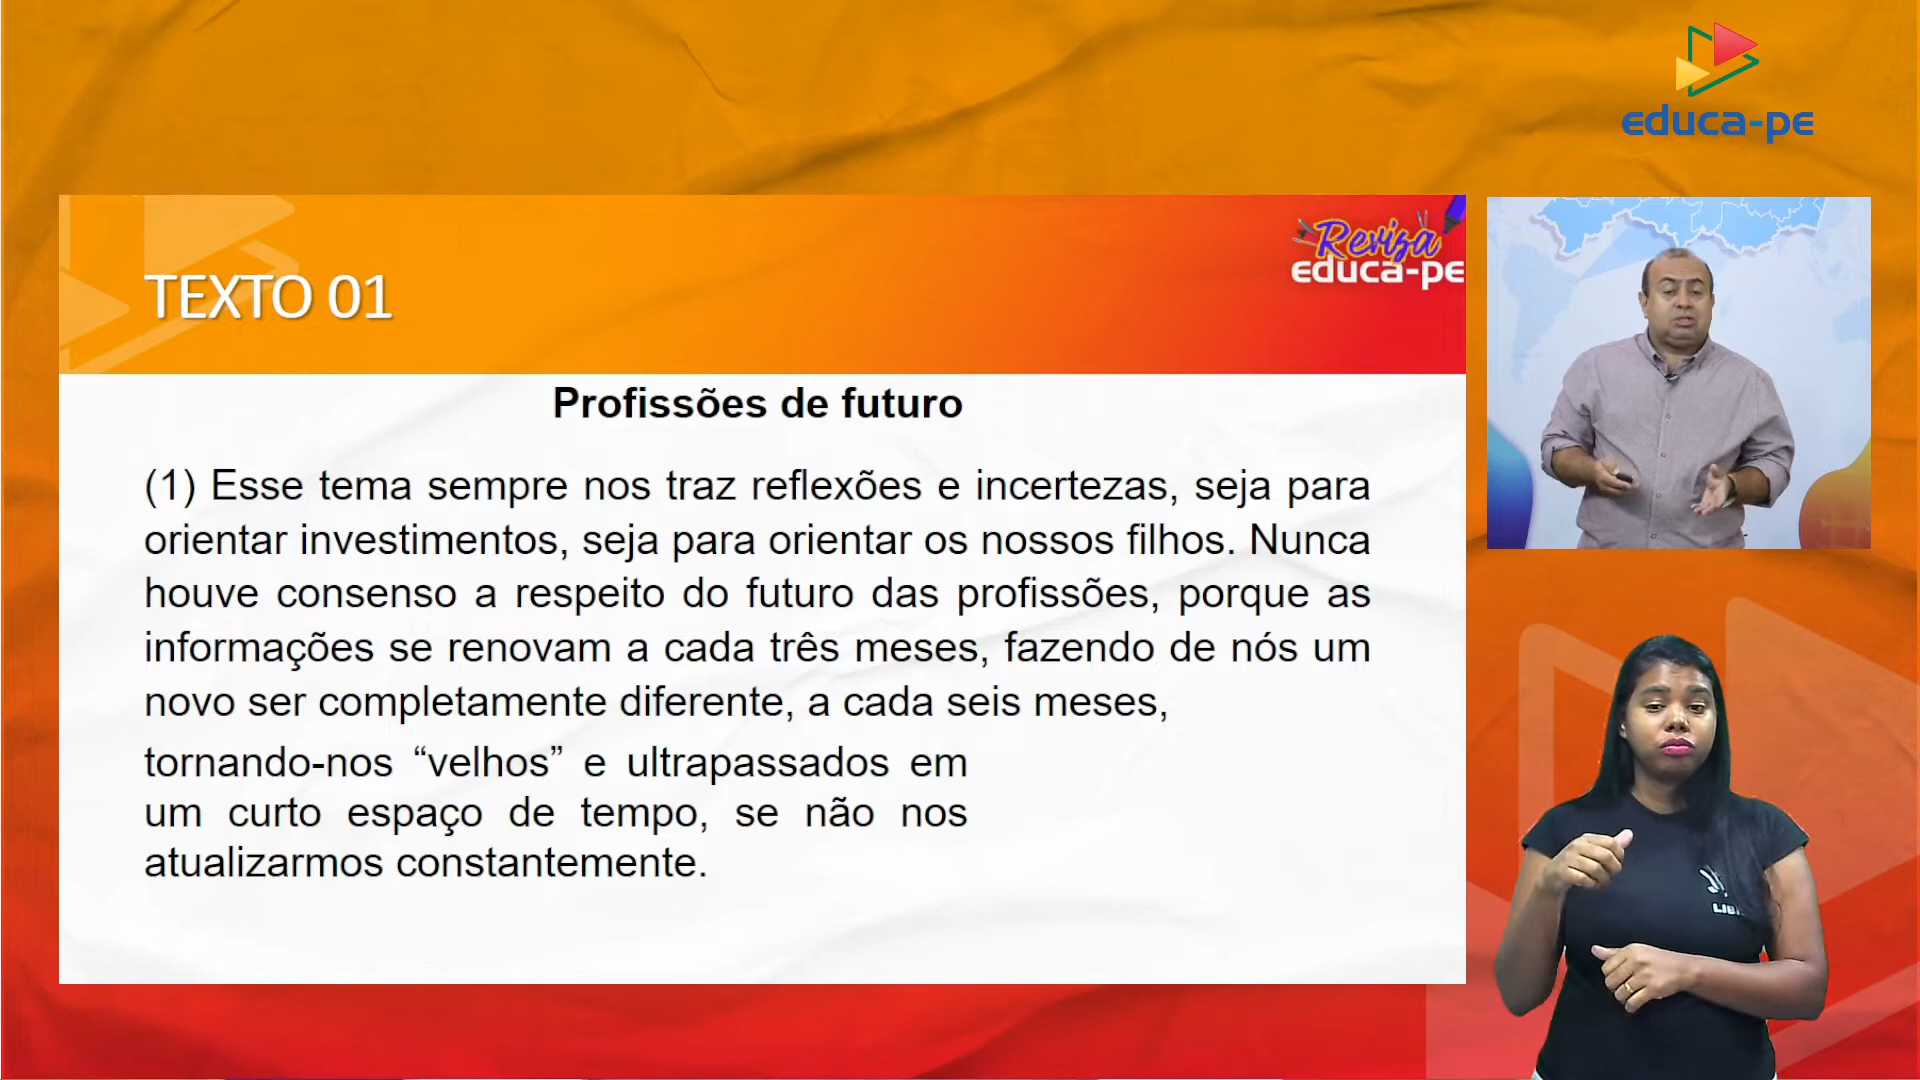 educa-pe
Reviza
educa-pe
TEXTO 01
Profissões de futuro
(1) Esse tema sempre nos traz reflexões e incertezas, seja para
orientar investimentos, seja para orientar os nossos filhos. Nunca
houve consenso a respeito do futuro das profissões, porque as
informações se renovam a cada três meses, fazendo de nós um
novo ser completamente diferente, a cada seis meses,
tornando-nos “velhos” e ultrapassados em
um curto espaço de tempo, se não nos
atualizarmos constantemente.